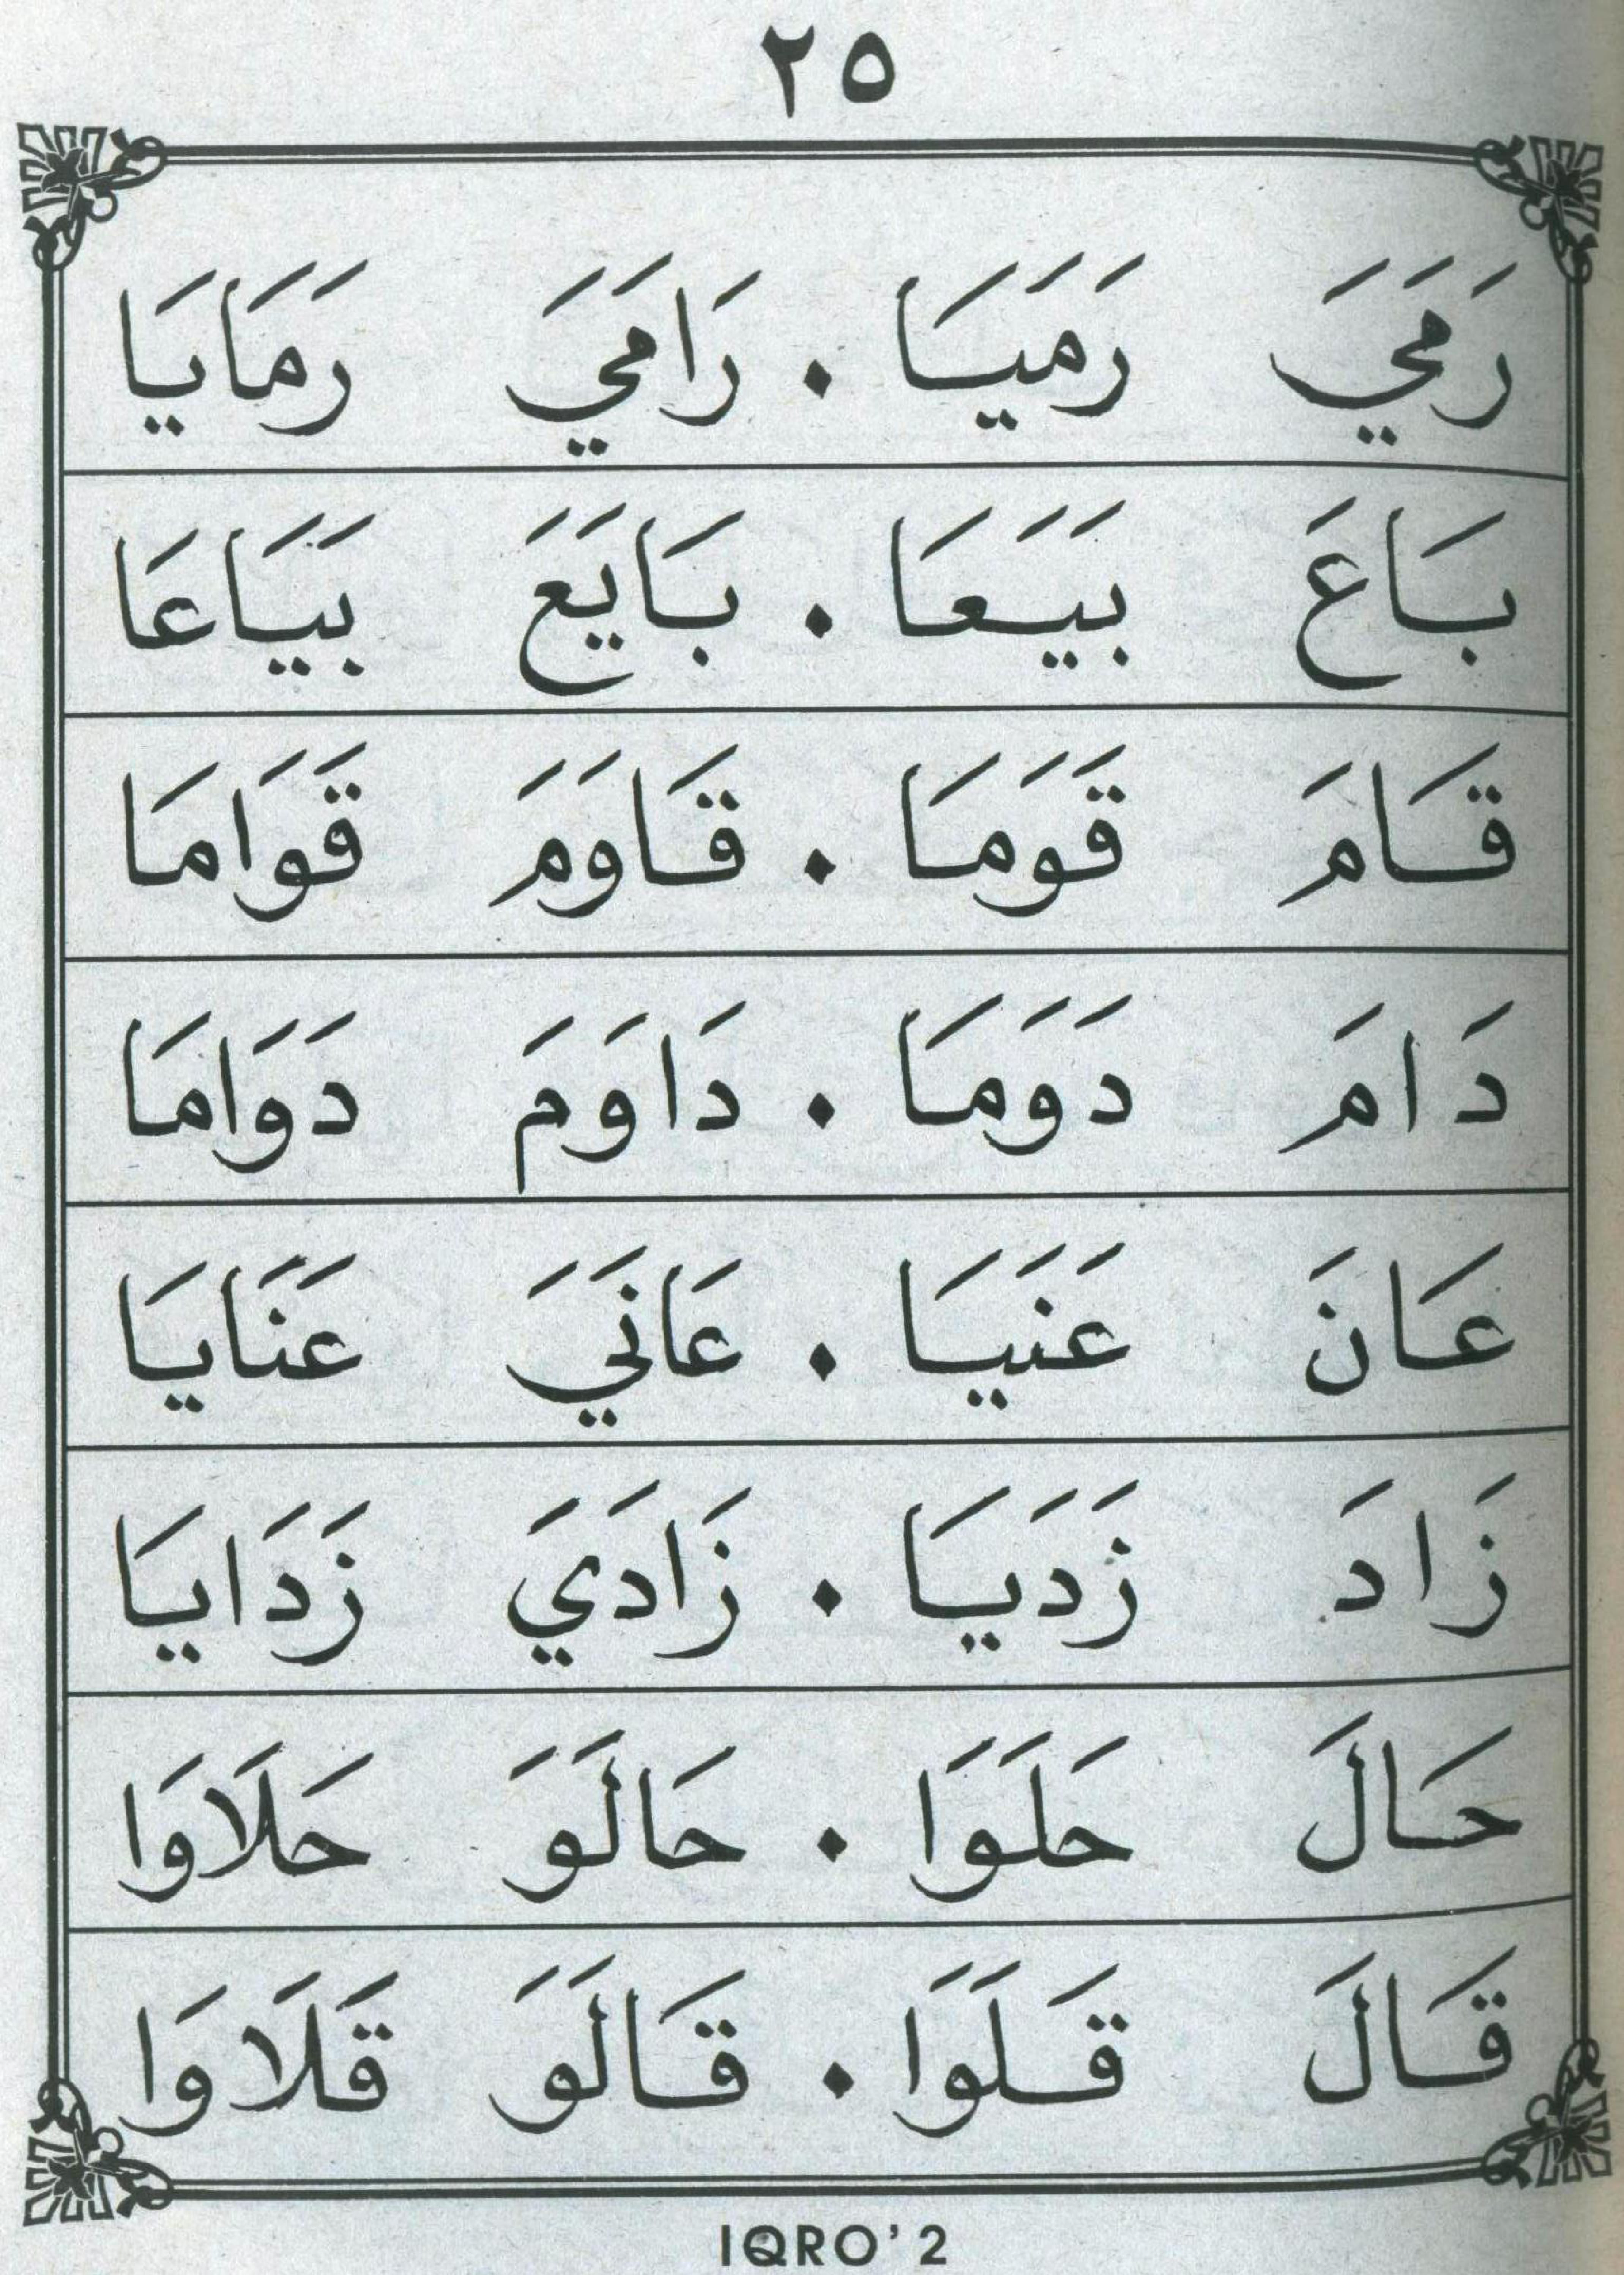 ٢٥
رَمَيَ رَمَيَا . رَامَيَ رَمَايَا
بَاعَ بَيَعَا . بَايَعَ بَيَاعَا
قَامَ قَوَمَا . قَاوَمَ قَوَامَا
دَامَ دَوَمَا . دَاوَمَ دَوَامَا
عَانَ عَنَيَا . عَانَيَ عَنَايَا
زَادَ زَدَيَا . زَادَيَ زَدَايَا
حَالَ حَلَوَا . حَالَوَ حَلَاوَا
قَالَ قَلَوَا . قَالَوَ قَلَاوَا
IQRO' 2